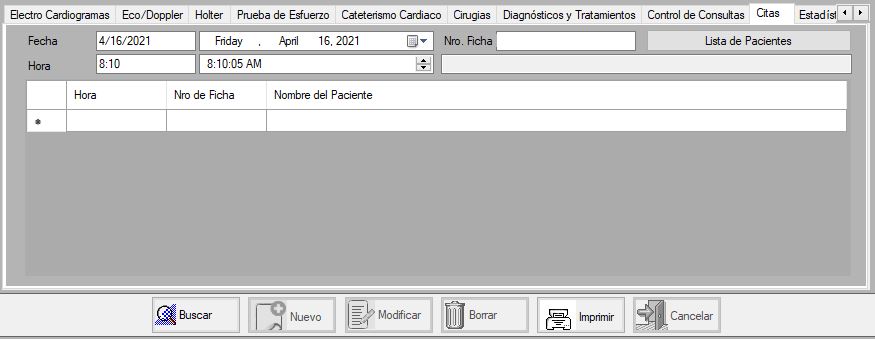 Electro Cardiogramas Eco/Doppler Holter Prueba de Esfuerzo Cateterismo Cardiaco Cirugias Diagnósticos y Tratamientos Control de Consultas Citas Estadíst
Fecha 4/16/2021 Friday , April 16, 2021 Nro. Ficha Lista de Pacientes
Hora 8:10 8:10:05 AM
Hora Nro de Ficha Nombre del Paciente
*
Buscar Nuevo Modificar Borrar Imprimir Cancelar